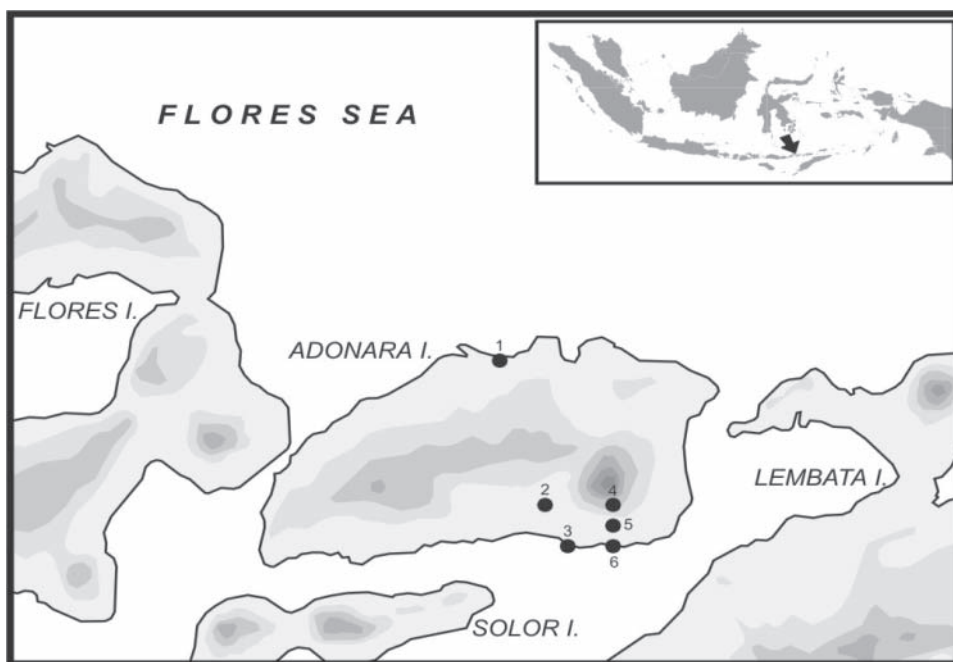 FLORES SEA
FLORES I.
ADONARA I.
1
LEMBATA I.
2
4
5
3
6
SOLOR I.